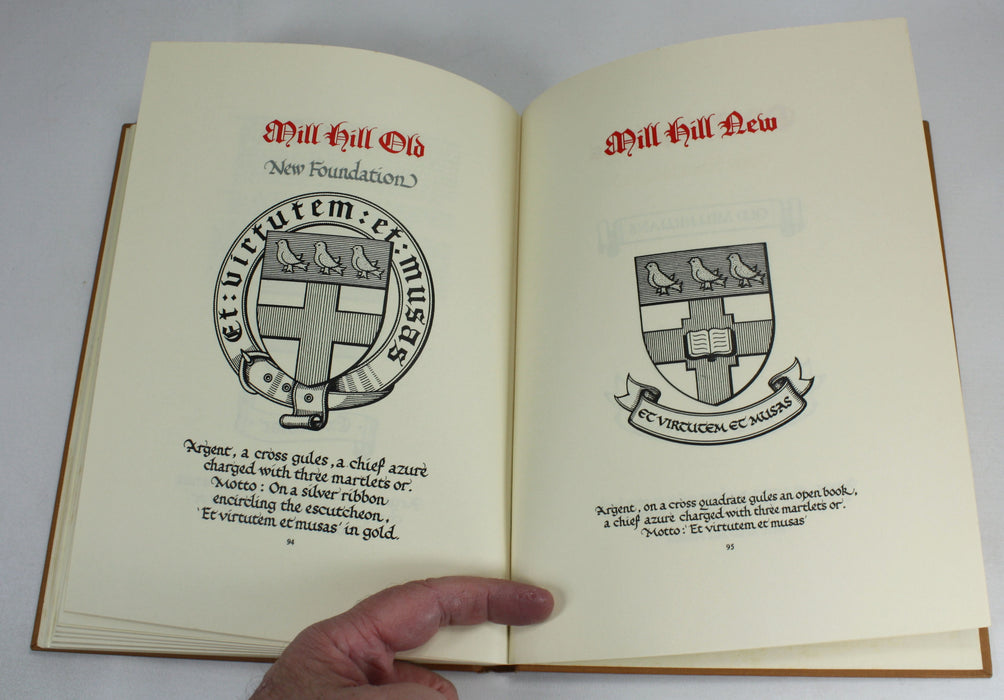 Mill Hill Old
New Foundation
Et : virtutem : et : musas
Argent, a cross gules, a chief azure
charged with three martlets or.
Motto: On a silver ribbon
encircling the escutcheon,
'Et virtutem et musas' in gold.
94
Mill Hill New
ET VIRTUTEM ET MUSAS
Argent, on a cross quadrate gules an open book,
a chief azure charged with three martlets or.
Motto: 'Et virtutem et musas'
95